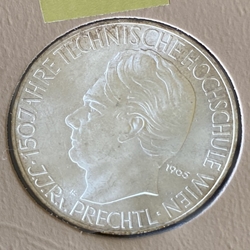 150 JAHRE·TECHNISCHE·HOCHSCHULE WIEN
·J.J.R.v.PRECHTL·
1965